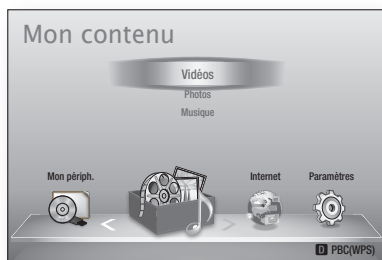 Mon contenu
Vidéos
Photos
Musique
Mon périph.
Internet
Paramètres
D PBC(WPS)